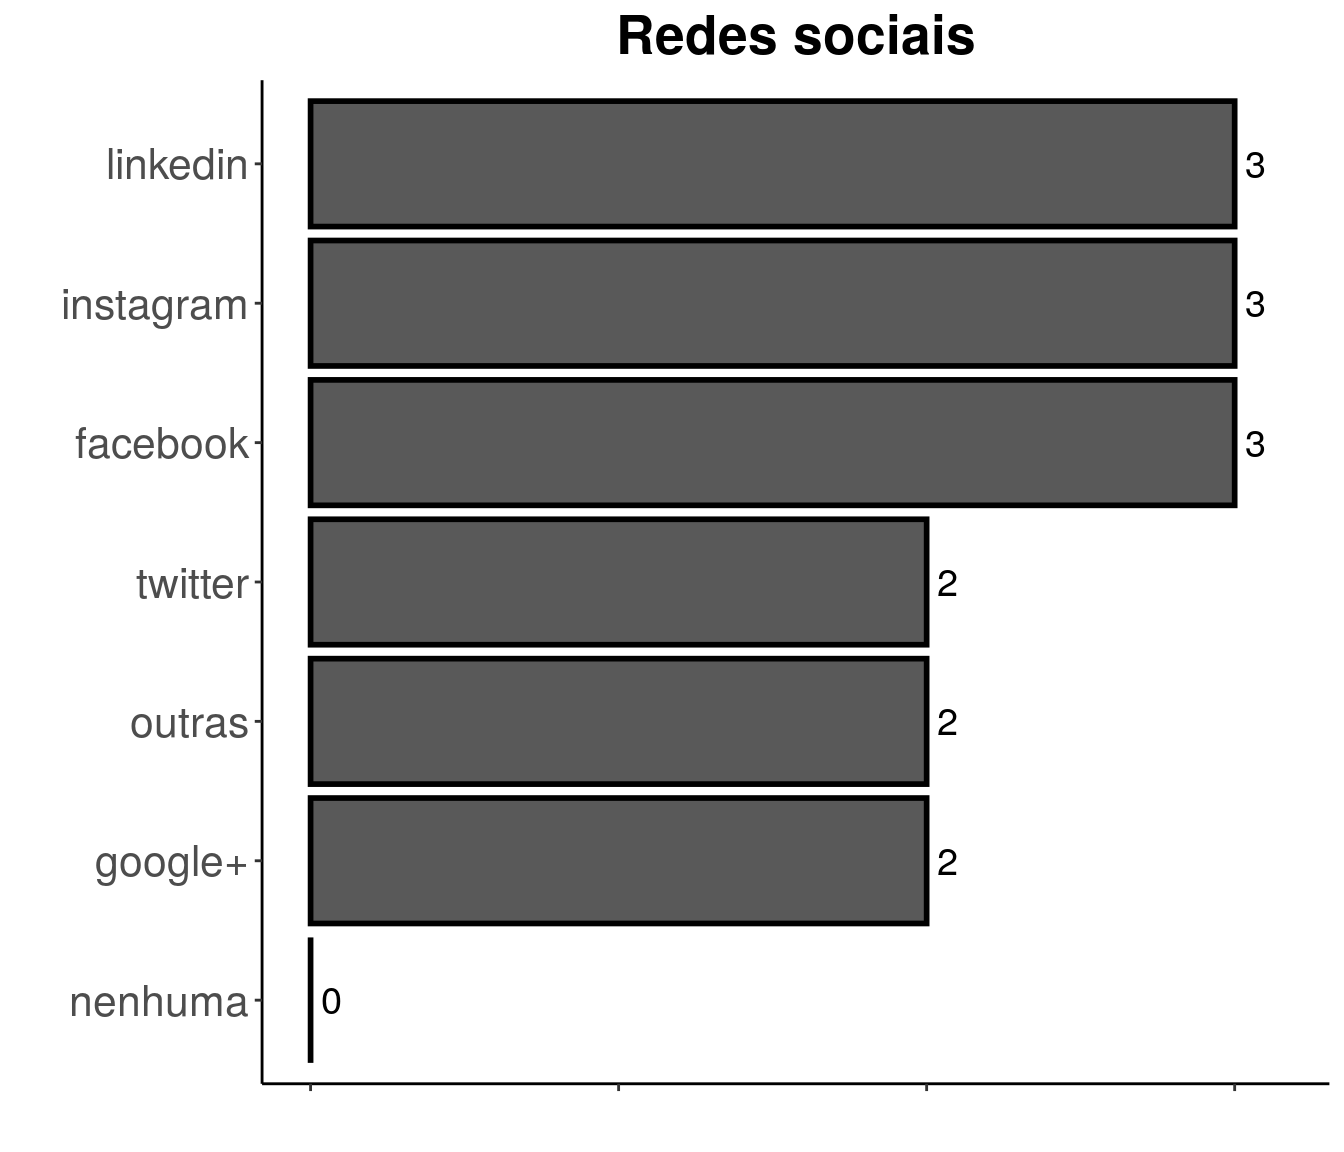 Redes sociais
linkedin 3
instagram 3
facebook 3
twitter 2
outras 2
google+ 2
nenhuma 0